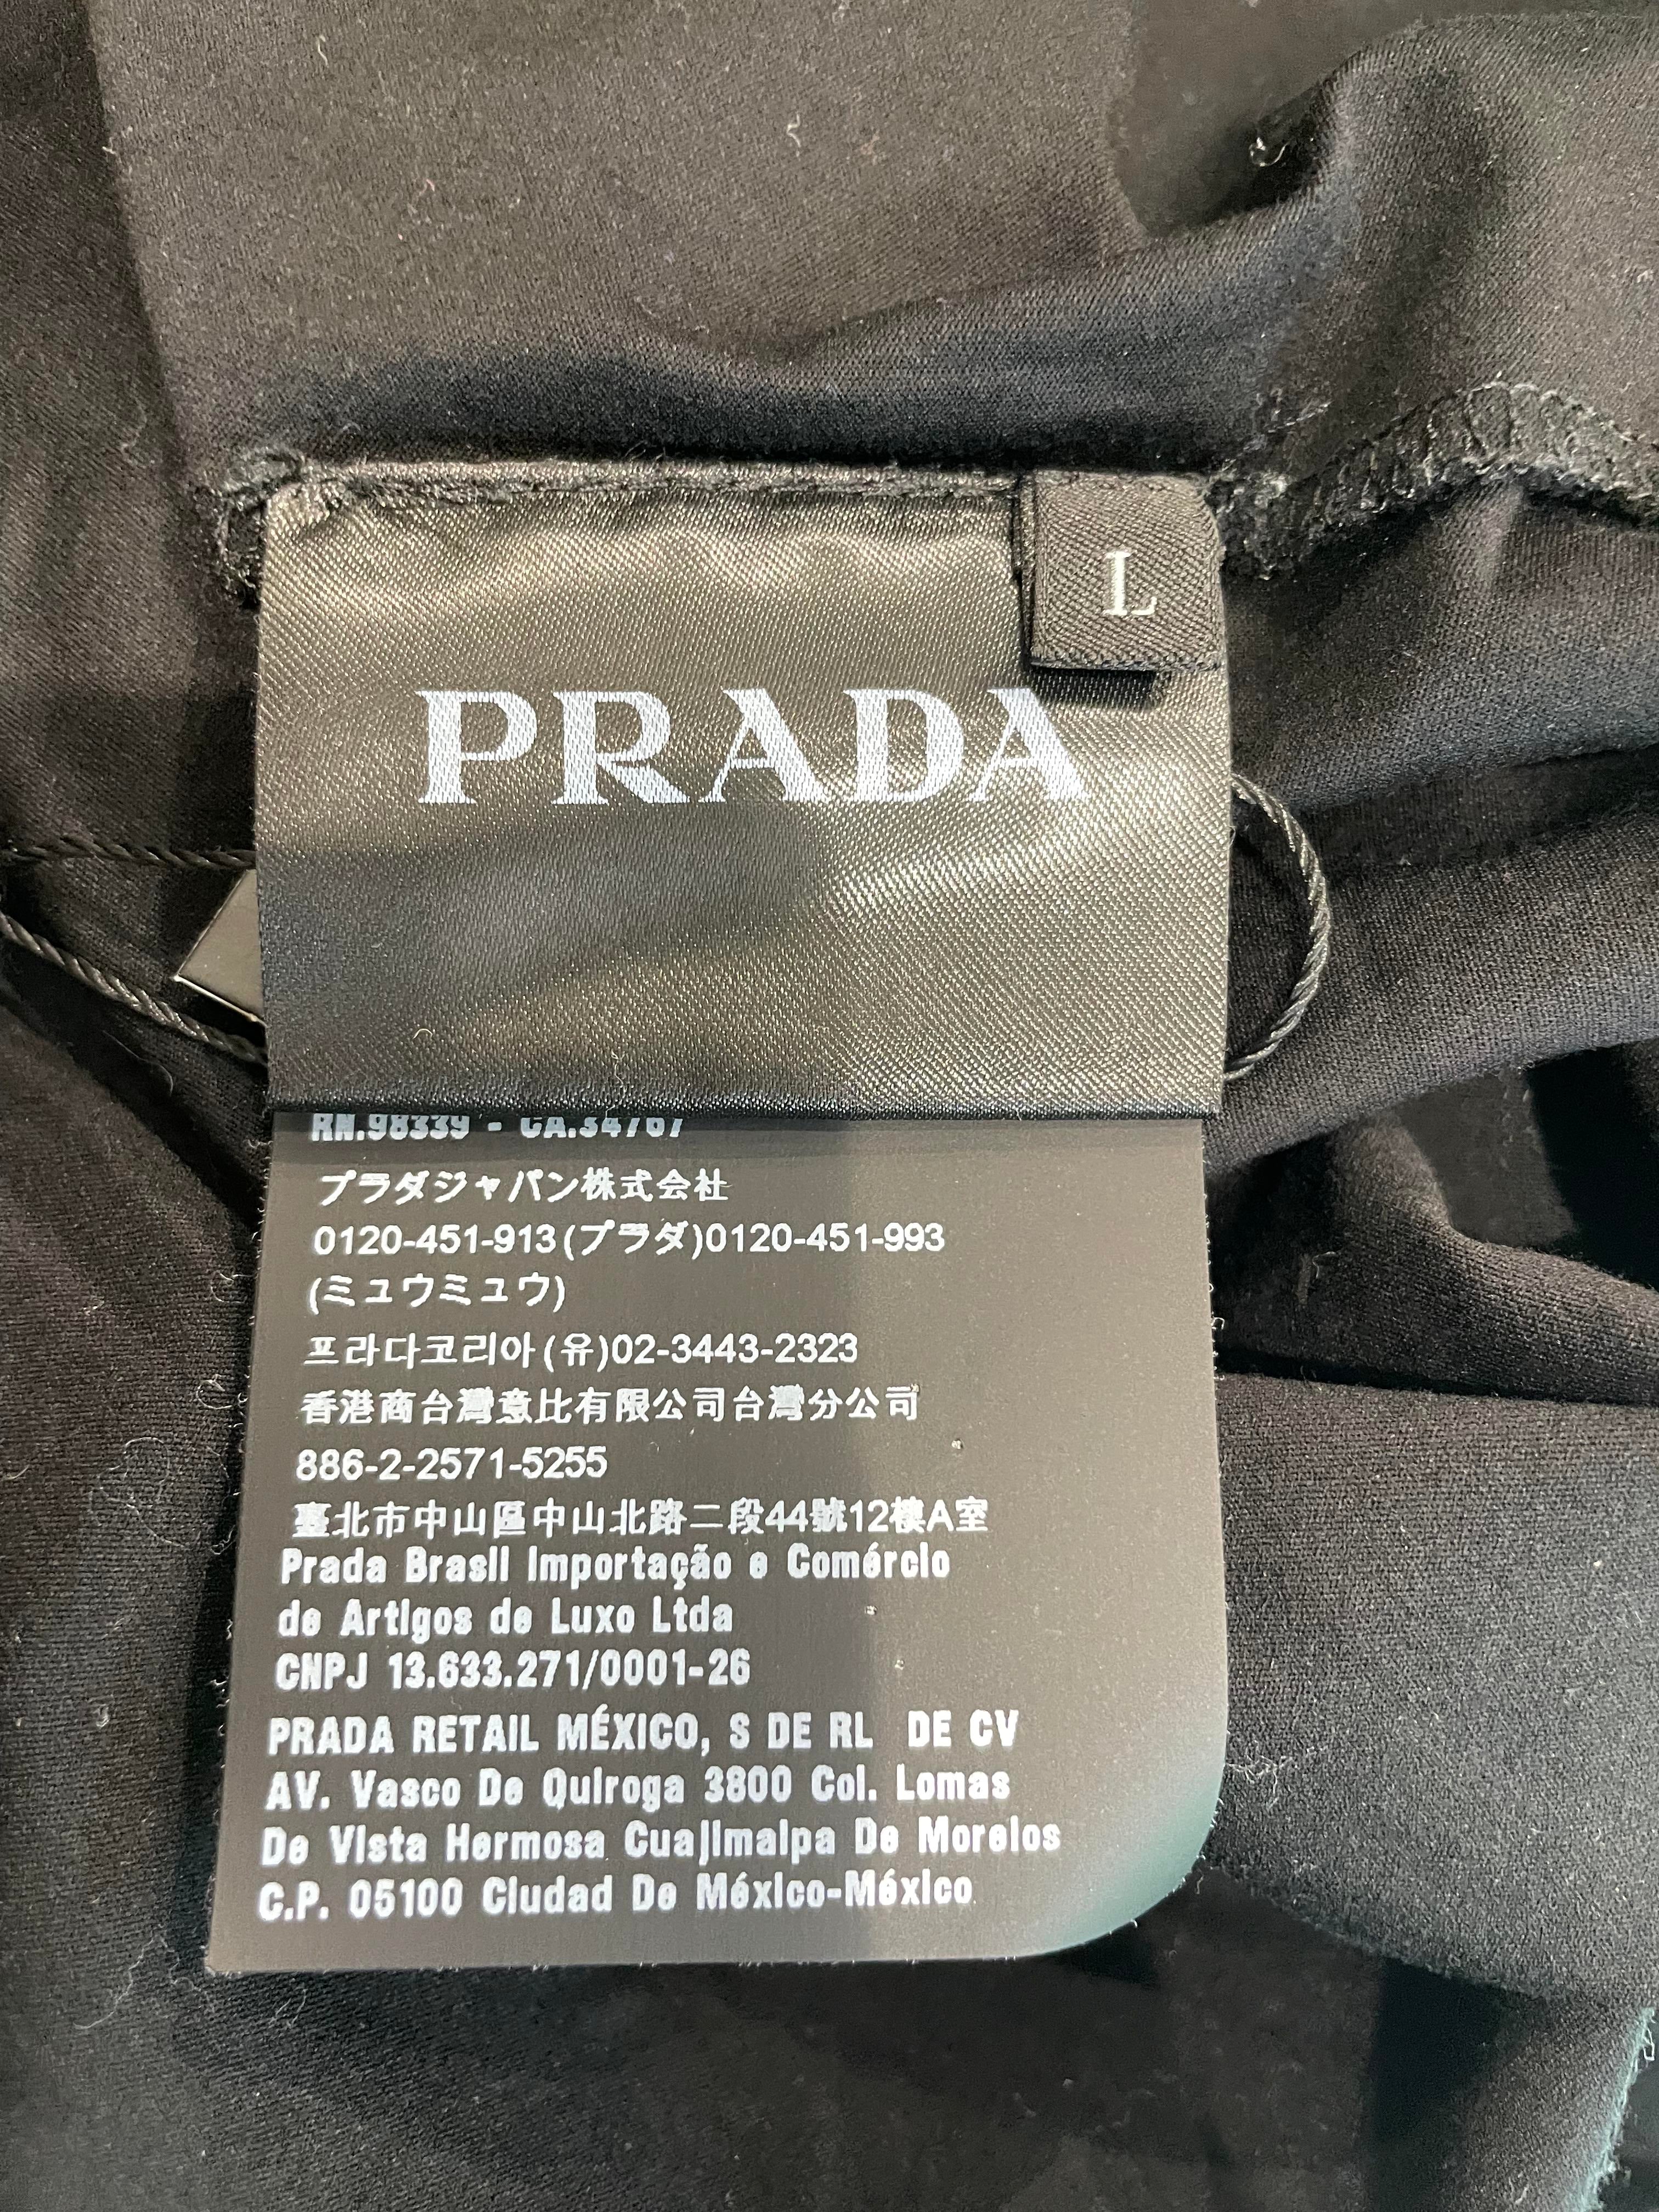 L
PRADA
RN.98339 - CA.34767
プラダジャパン株式会社
0120-451-913(プラダ)0120-451-993
(ミュウミュウ)
프라다코리아(유)02-3443-2323
香港商台灣意比有限公司台灣分公司
886-2-2571-5255
臺北市中山區中山北路二段44號12樓A室
Prada Brasil Importação e Comércio
de Artigos de Luxo Ltda
CNPJ 13.633.271/0001-26
PRADA RETAIL MÉXICO, S DE RL DE CV
AV. Vasco De Quiroga 3800 Col. Lomas
De Vista Hermosa Cuajimalpa De Morelos
C.P. 05100 Ciudad De México-México